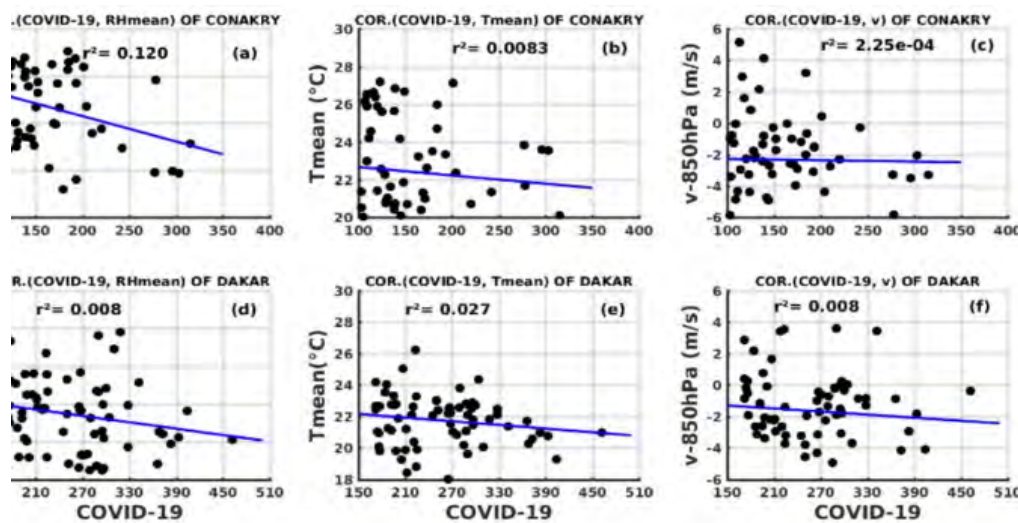 .(COVID-19, RHmean) OF CONAKRY
COR.(COVID-19, Tmean) OF CONAKRY
COR.(COVID-19, v) OF CONAKRY
r²= 0.120 (a)
r²= 0.0083 (b)
r²= 2.25e-04 (c)
30
28
26
24
22
20
Tmean (°C)
6
4
2
0
-2
-4
-6
v-850hPa (m/s)
150 200 250 300 350 400
100 150 200 250 300 350 400
100 150 200 250 300 350 400
R.(COVID-19, RHmean) OF DAKAR
COR.(COVID-19, Tmean) OF DAKAR
COR.(COVID-19, v) OF DAKAR
r²= 0.008 (d)
r²= 0.027 (e)
r²= 0.008 (f)
30
28
26
24
22
20
18
Tmean(°C)
6
4
2
0
-2
-4
-6
v-850hPa (m/s)
210 270 330 390 450 510
150 210 270 330 390 450 510
150 210 270 330 390 450 510
COVID-19
COVID-19
COVID-19